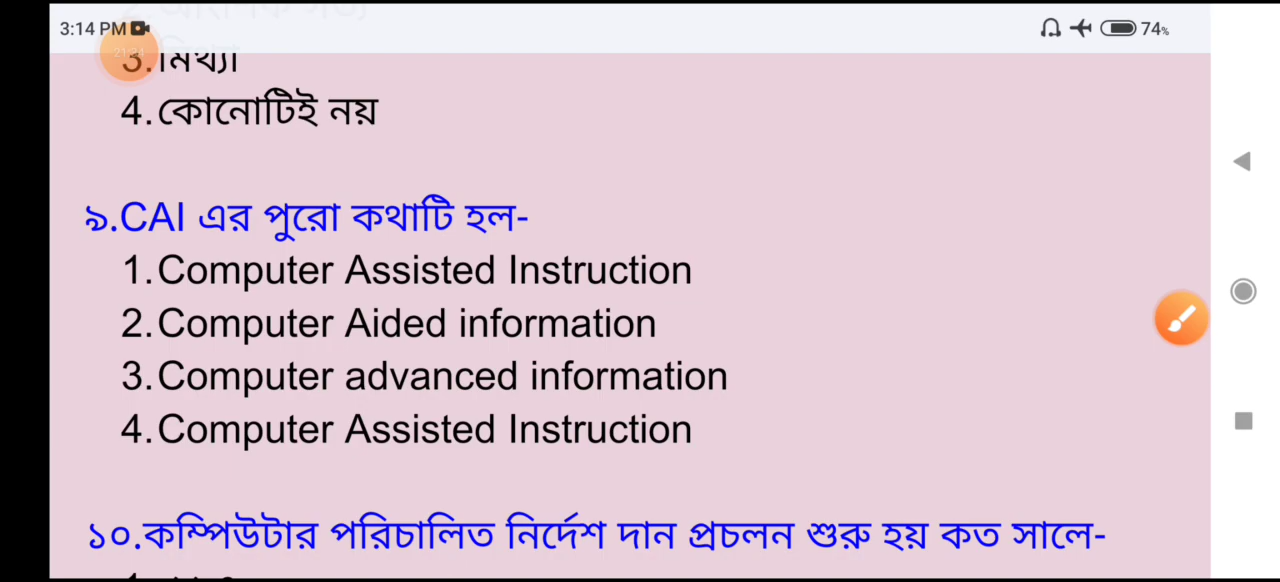 3:14 PM 74%
3.মিথ্যা
4.কোনোটিই নয়
৯.CAI এর পুরো কথাটি হল-
1.Computer Assisted Instruction
2.Computer Aided information
3.Computer advanced information
4.Computer Assisted Instruction
১০.কম্পিউটার পরিচালিত নির্দেশ দান প্রচলন শুরু হয় কত সালে-